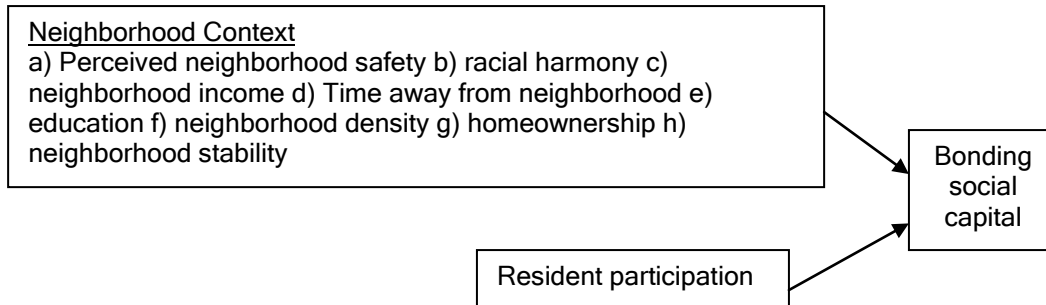 Neighborhood Context
a) Perceived neighborhood safety b) racial harmony c)
neighborhood income d) Time away from neighborhood e)
education f) neighborhood density g) homeownership h)
neighborhood stability
Bonding
social
capital
Resident participation